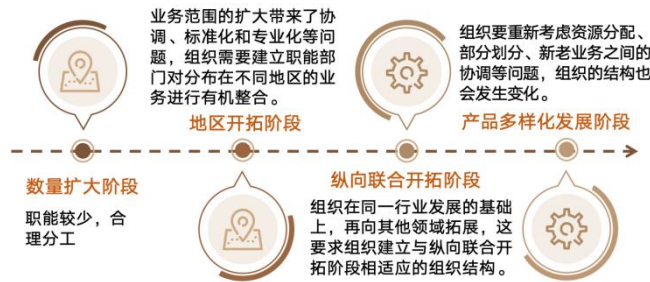 数量扩大阶段
职能较少，合
理分工
业务范围的扩大带来了协
调、标准化和专业化等问
题，组织需要建立职能部
门对分布在不同地区的业
务进行有机整合。
地区开拓阶段
纵向联合开拓阶段
组织在同一行业发展的基础
上，再向其他领域拓展，这
要求组织建立与纵向联合开
拓阶段相适应的组织结构。
组织要重新考虑资源分配、
部分划分、新老业务之间的
协调等问题，组织的结构也
会发生变化。
产品多样化发展阶段